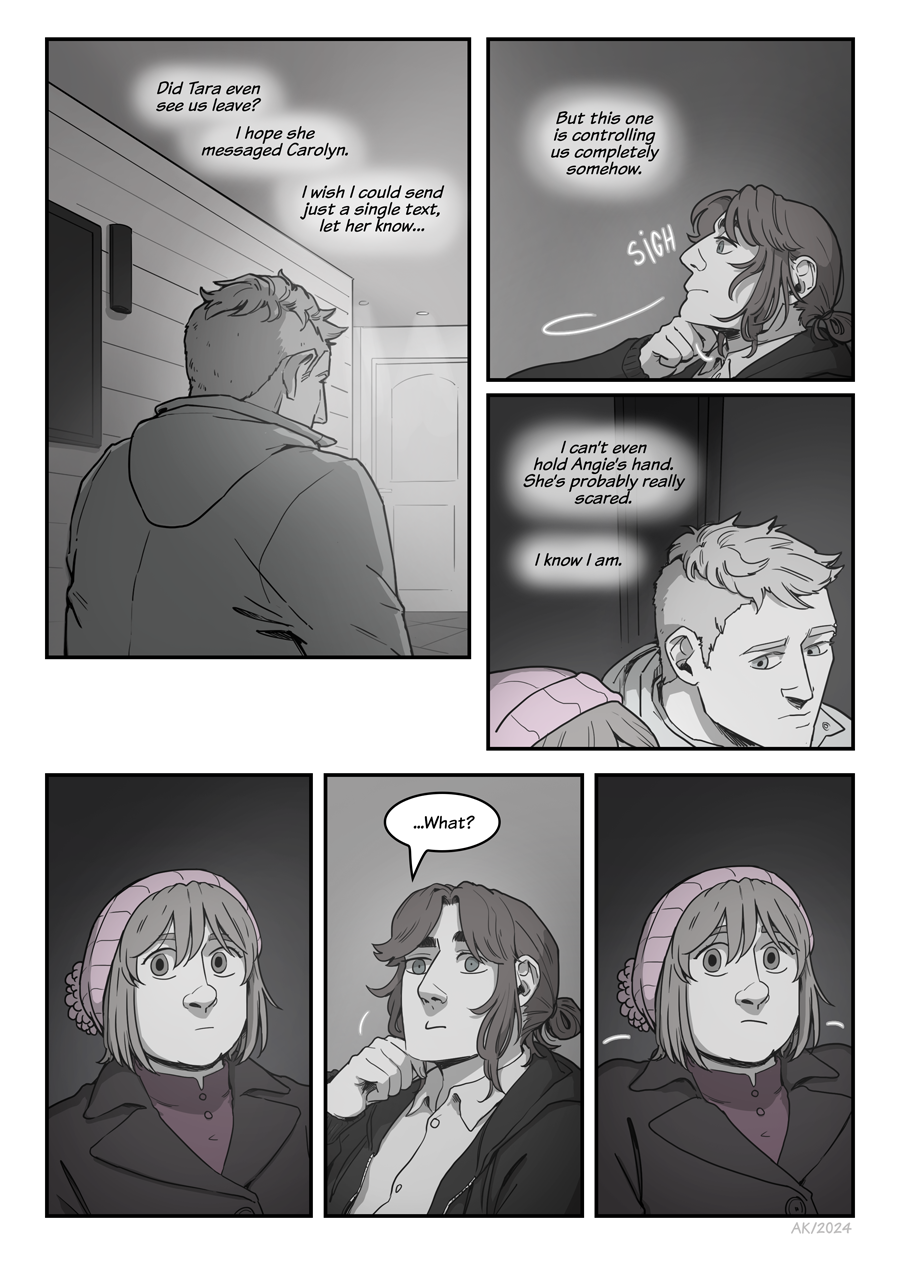 Did Tara even
see us leave?
I hope she
messaged Carolyn.
I wish I could send
just a single text,
let her know...
But this one
is controlling
us completely
somehow.
SIGH
I can't even
hold Angie's hand.
She's probably really
scared.
I know I am.
...What?
AK/2024